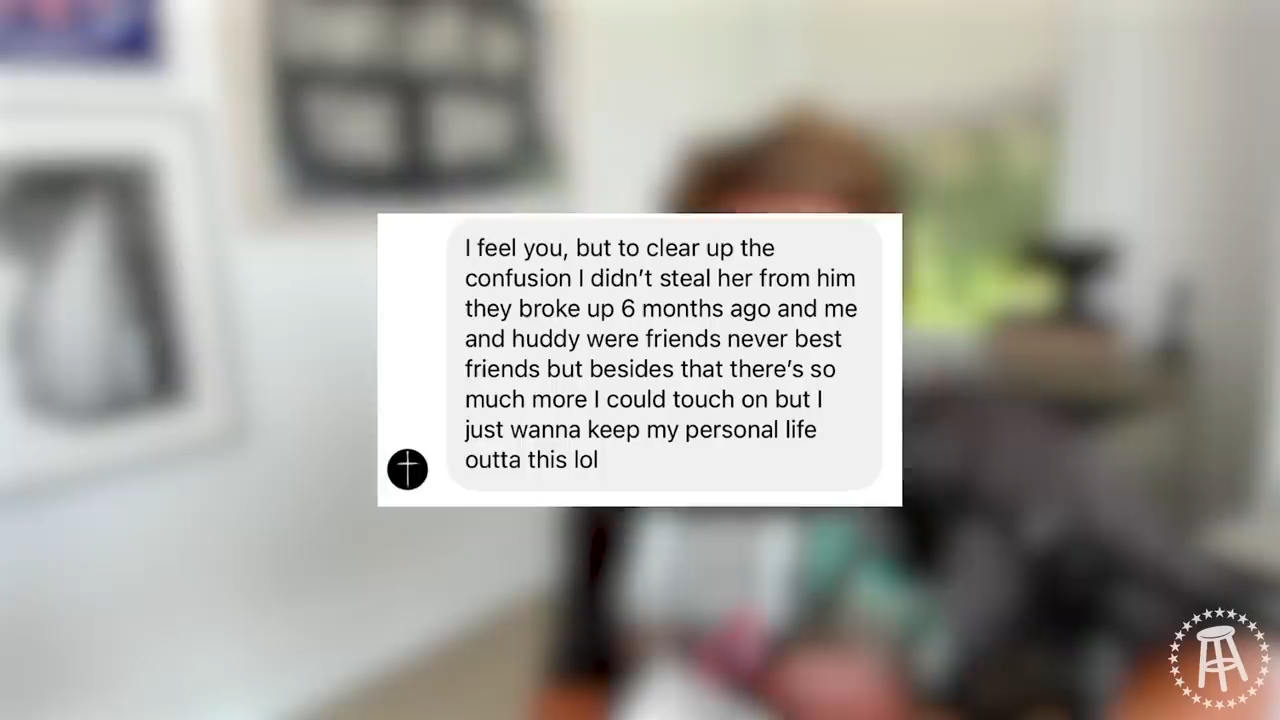 I feel you, but to clear up the
confusion I didn’t steal her from him
they broke up 6 months ago and me
and huddy were friends never best
friends but besides that there’s so
much more I could touch on but I
just wanna keep my personal life
outta this lol